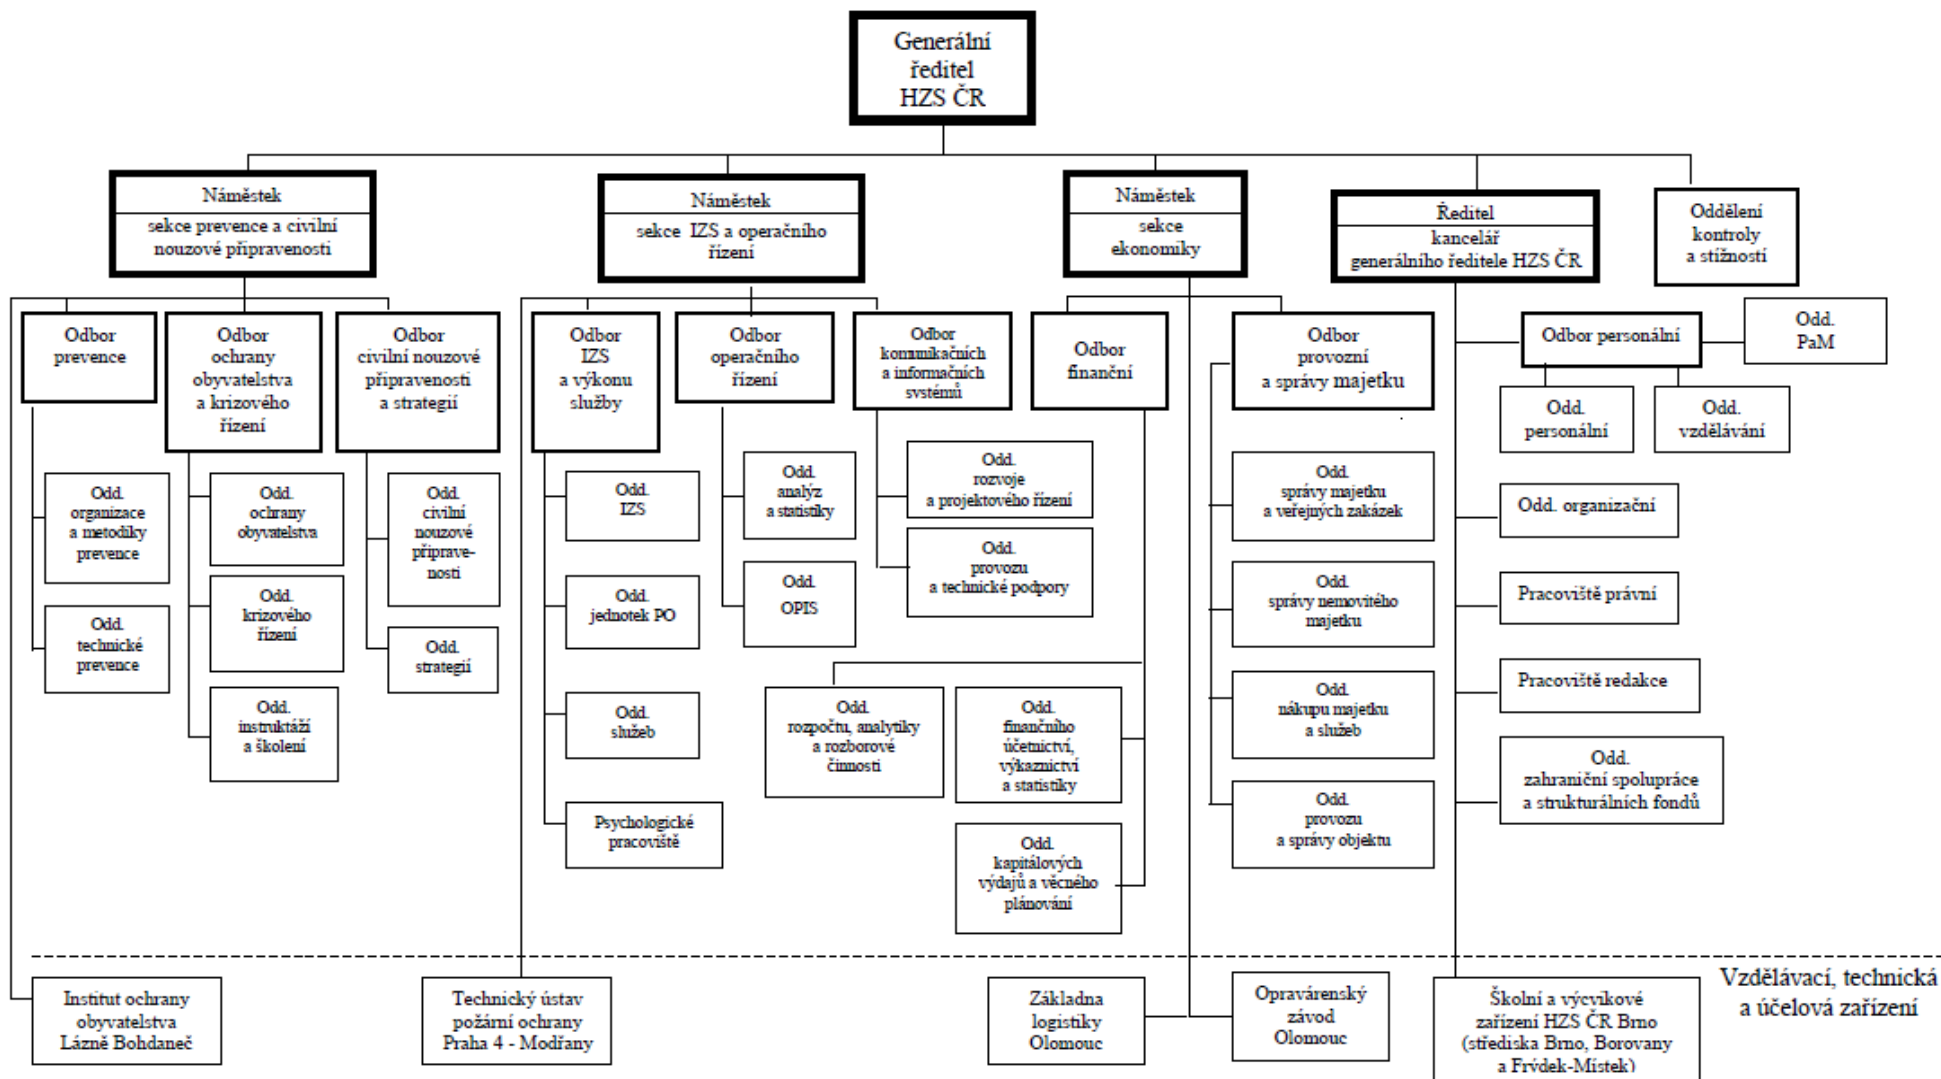 Generální
ředitel
HZS ČR
Náměstek
sekce prevence a civilní
nouzové připravenosti
Náměstek
sekce IZS a operačního
řízení
Náměstek
sekce
ekonomiky
Ředitel
kancelář
generálního ředitele HZS ČR
Oddělení
kontroly
a stížností
Odbor
prevence
Odbor
ochrany
obyvatelstva
a krizového
řízení
Odbor
civilní nouzové
připravenosti
a strategií
Odbor
IZS
a výkonu
služby
Odbor
operačního
řízení
Odbor
komunikačních
a informačních
systémů
Odbor
finanční
Odbor
provozní
a správy majetku
Odbor personální
Odd.
PaM
Odd.
personální
Odd.
vzdělávání
Odd.
organizace
a metodiky
prevence
Odd.
technické
prevence
Odd.
ochrany
obyvatelstva
Odd.
krizového
řízení
Odd.
instruktáží
a školení
Odd.
civilní
nouzové
připrave-
nosti
Odd.
strategií
Odd.
IZS
Odd.
jednotek PO
Odd.
služeb
Psychologické
pracoviště
Odd.
analýz
a statistiky
Odd.
OPIS
Odd.
rozvoje
a projektového řízení
Odd.
provozu
a technické podpory
Odd.
rozpočtu, analytiky
a rozborové
činnosti
Odd.
finančního
účetnictví,
výkaznictví
a statistiky
Odd.
kapitálových
výdajů a věcného
plánování
Odd.
správy majetku
a veřejných zakázek
Odd.
správy nemovitého
majetku
Odd.
nákupu majetku
a služeb
Odd.
provozu
a správy objektu
Odd. organizační
Pracoviště právní
Pracoviště redakce
Odd.
zahraniční spolupráce
a strukturálních fondů
Institut ochrany
obyvatelstva
Lázně Bohdaneč
Technický ústav
požární ochrany
Praha 4 - Modřany
Základna
logistiky
Olomouc
Opravárenský
závod
Olomouc
Školní a výcvikové
zařízení HZS ČR Brno
(střediska Brno, Borovany
a Frýdek-Místek)
Vzdělávací, technická
a účelová zařízení